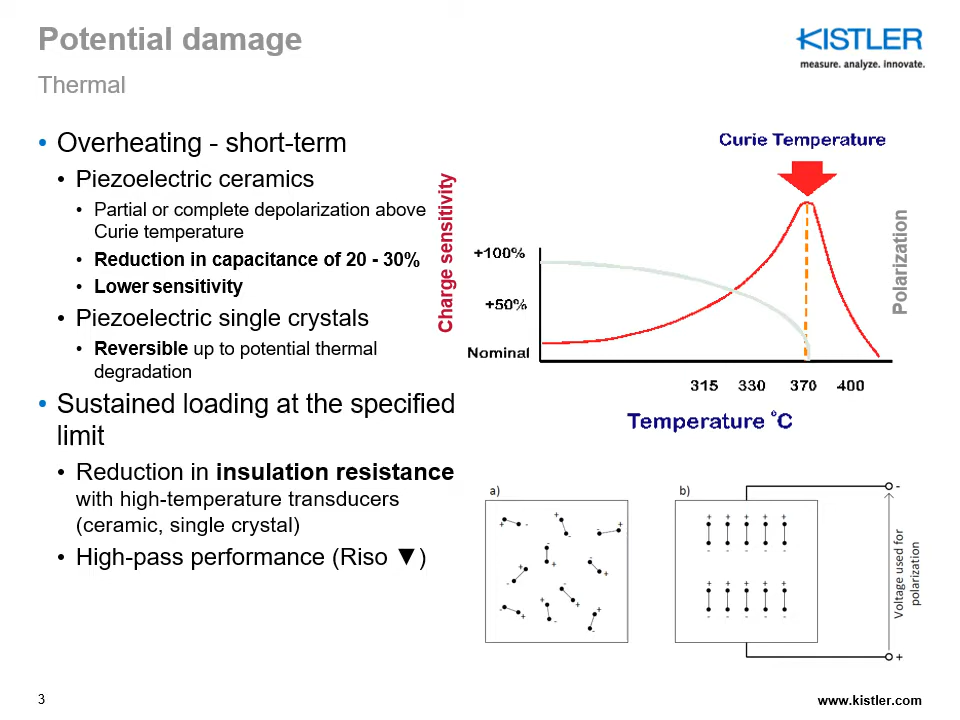 Potential damage
KISTLER
measure. analyze. innovate.
Thermal
• Overheating - short-term
• Piezoelectric ceramics
• Partial or complete depolarization above
Curie temperature
• Reduction in capacitance of 20 - 30%
• Lower sensitivity
• Piezoelectric single crystals
• Reversible up to potential thermal
degradation
• Sustained loading at the specified
limit
• Reduction in insulation resistance
with high-temperature transducers
(ceramic, single crystal)
• High-pass performance (Riso ▼)
Curie Temperature
Charge sensitivity
Polarization
+100%
+50%
Nominal
315 330 370 400
Temperature °C
a)
+ -
+ -
- +
+ -
- +
+ -
- +
+ -
- +
+ -
b)
+ + + + +
- - - - -
+ + + + +
- - - - -
-
Voltage used for
polarization
+
3
www.kistler.com